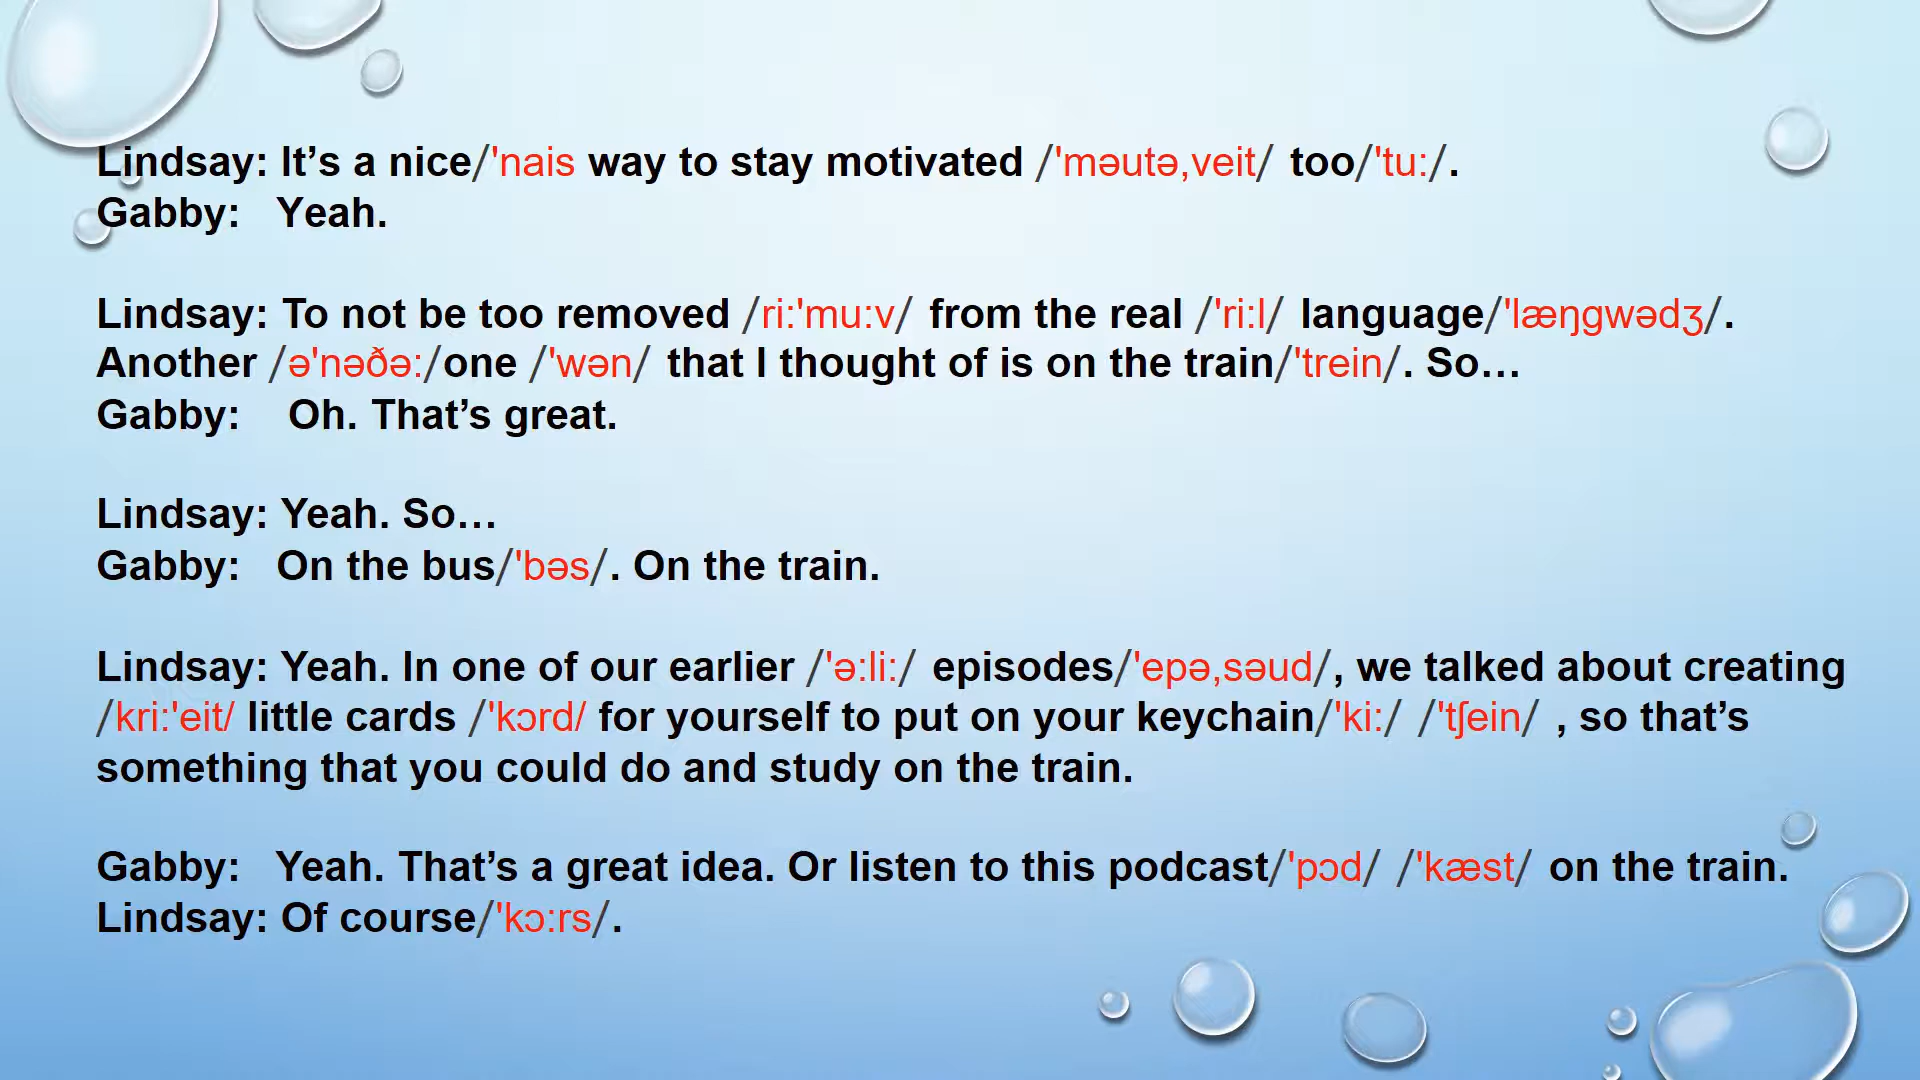 Lindsay: It’s a nice/'nais way to stay motivated /'məutə,veit/ too/'tu:/.
Gabby: Yeah.
Lindsay: To not be too removed /ri:'mu:v/ from the real /'ri:l/ language/'læŋgwədʒ/.
Another /ə'nəðə:/one /'wən/ that I thought of is on the train/'trein/. So…
Gabby: Oh. That’s great.
Lindsay: Yeah. So…
Gabby: On the bus/'bəs/. On the train.
Lindsay: Yeah. In one of our earlier /'ə:li:/ episodes/'epə,səud/, we talked about creating
/kri:'eit/ little cards /'kɔrd/ for yourself to put on your keychain/'ki:/ /'tʃein/ , so that’s
something that you could do and study on the train.
Gabby: Yeah. That’s a great idea. Or listen to this podcast/'pɔd/ /'kæst/ on the train.
Lindsay: Of course/'kɔ:rs/.